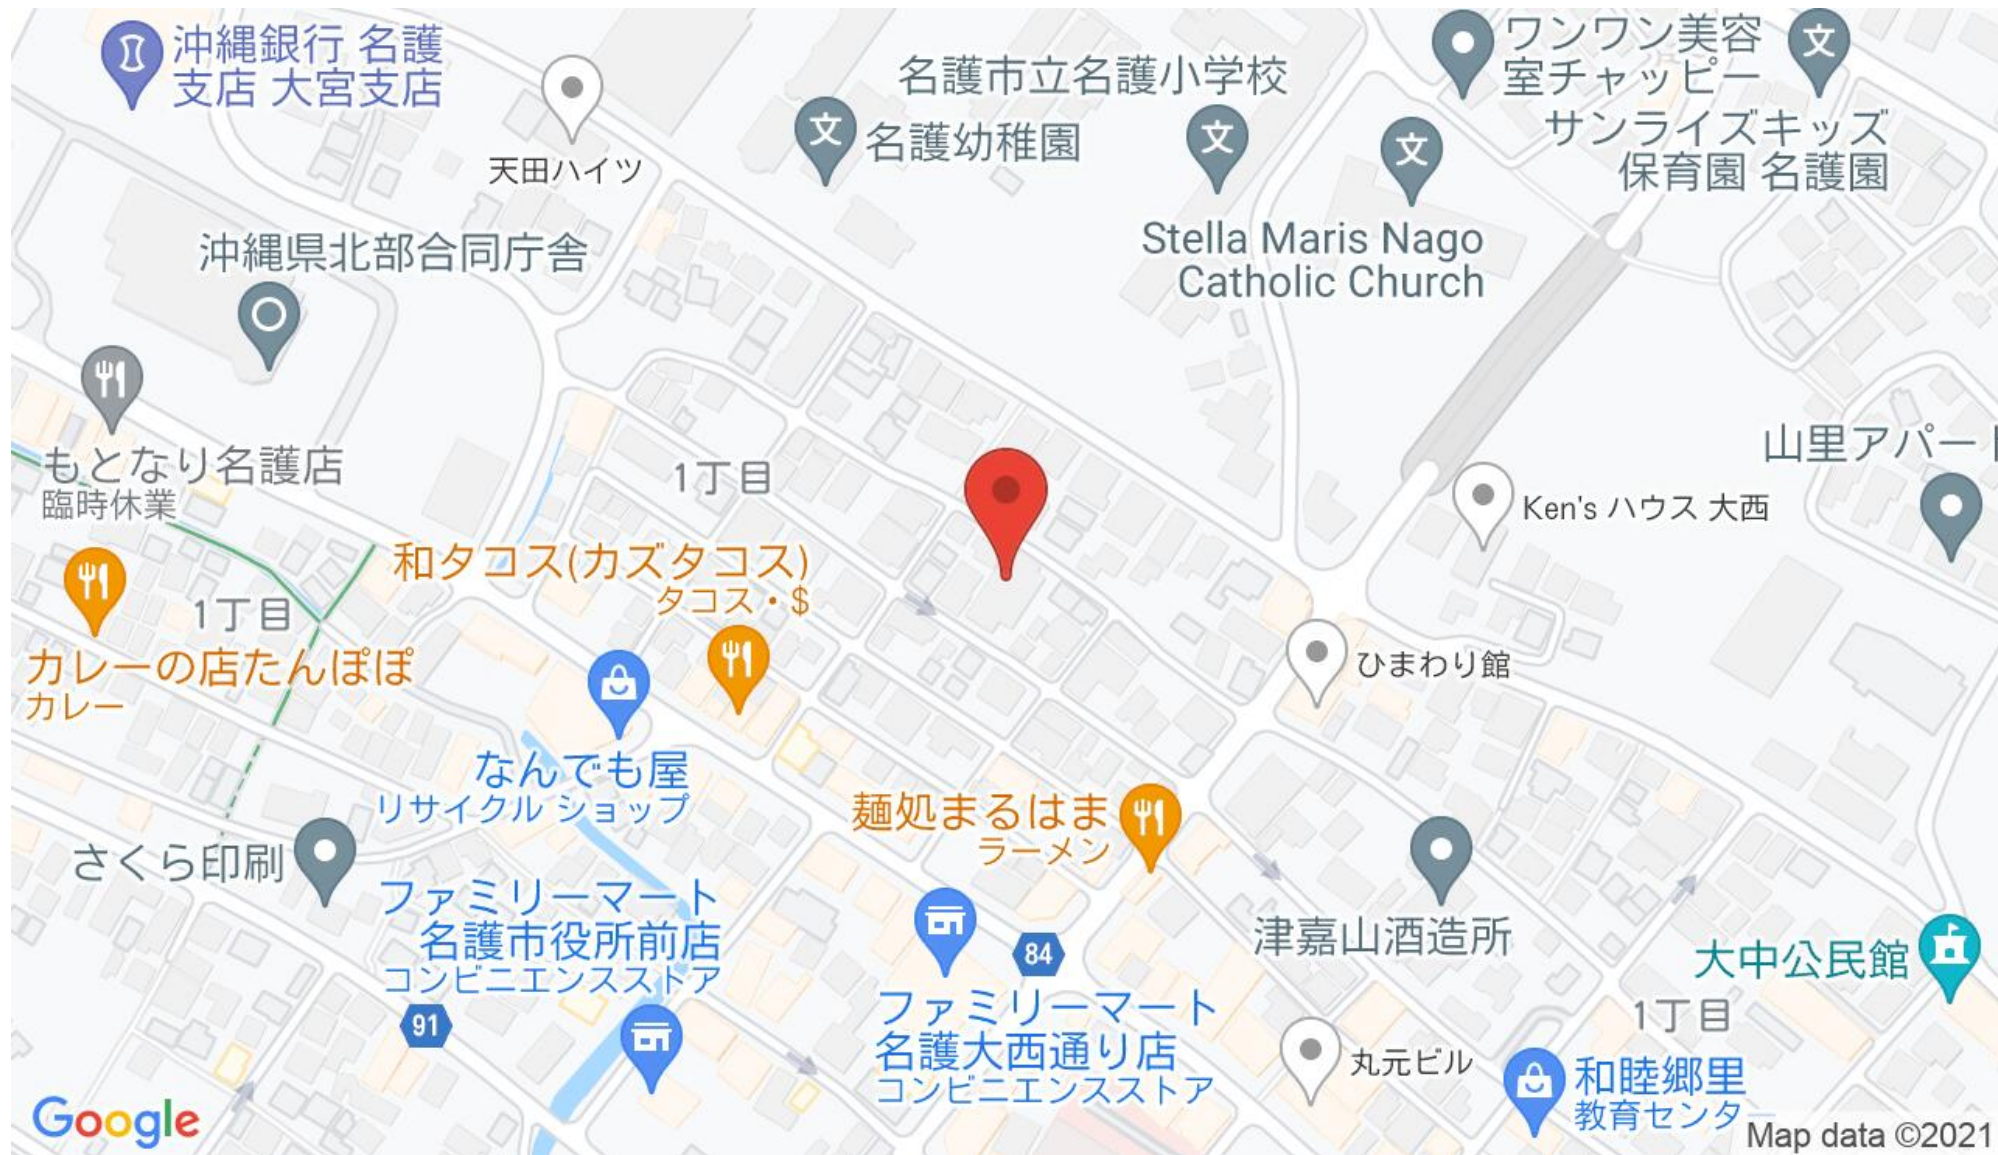 沖縄銀行 名護
支店 大宮支店
天田ハイツ
名護市立名護小学校
名護幼稚園
ワンワン美容
室チャッピー
サンライズキッズ
保育園 名護園
沖縄県北部合同庁舎
Stella Maris Nago
Catholic Church
もとなり名護店
臨時休業
1丁目
山里アパート
Ken's ハウス 大西
和タコス(カズタコス)
タコス・$
1丁目
カレーの店たんぽぽ
カレー
ひまわり館
なんでも屋
リサイクル ショップ
麺処まるはま
ラーメン
さくら印刷
ファミリーマート
名護市役所前店
コンビニエンスストア
84
津嘉山酒造所
大中公民館
91
ファミリーマート
名護大西通り店
コンビニエンスストア
1丁目
丸元ビル
和睦郷里
教育センタ
Google
Map data ©2021